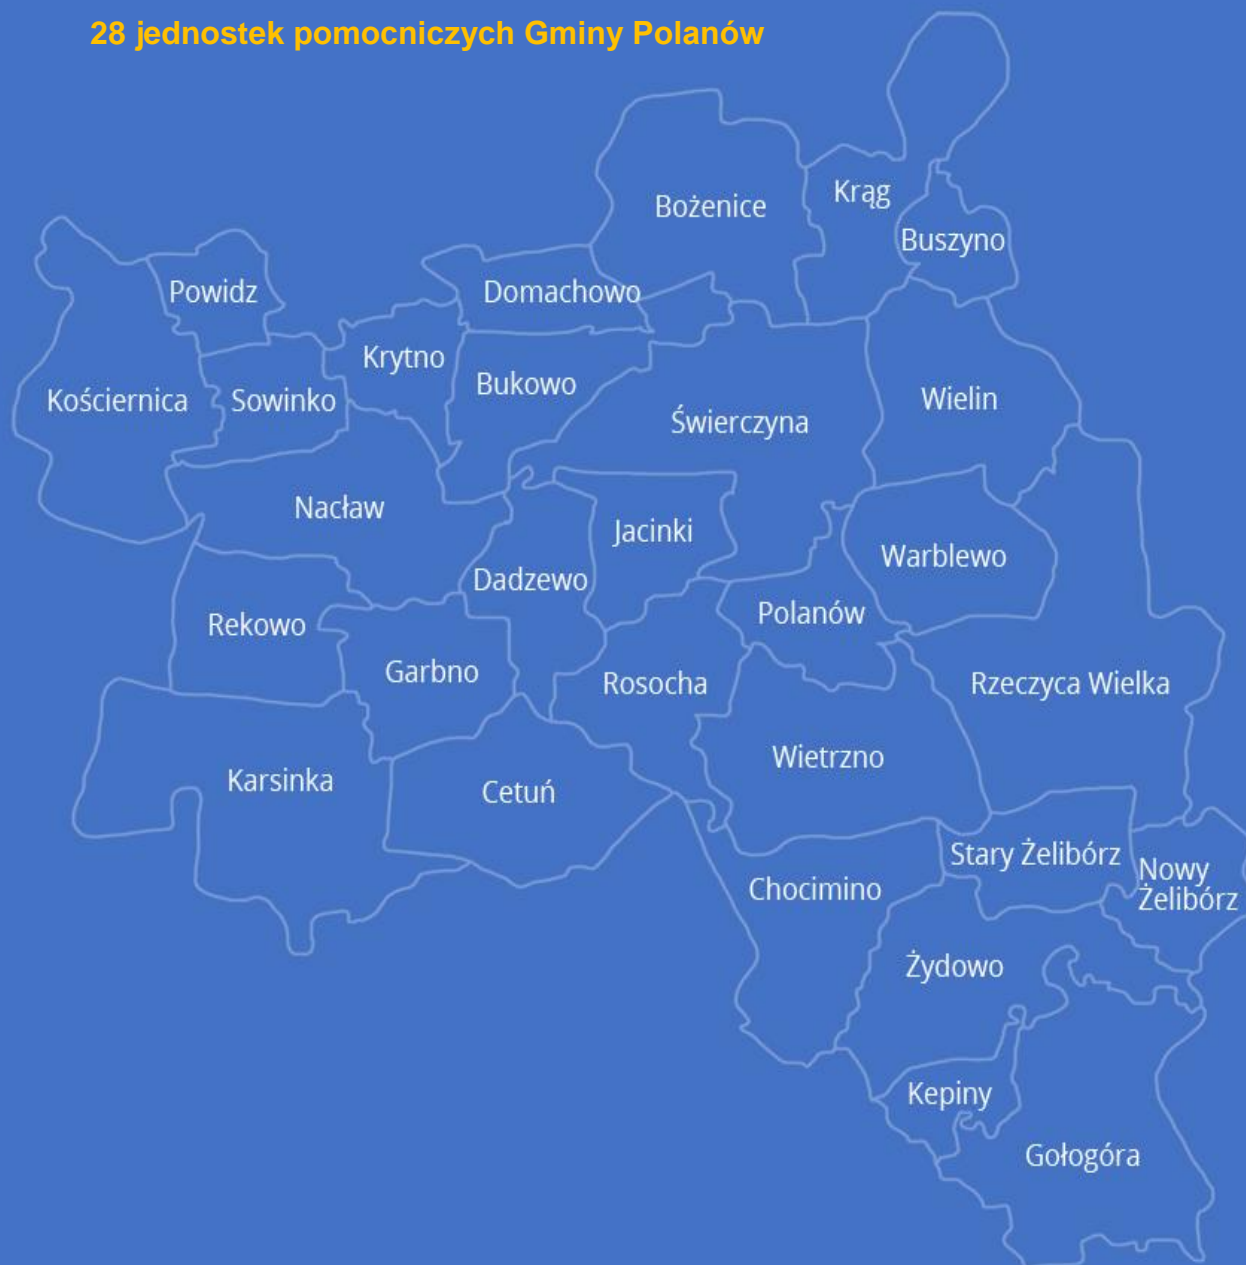 28 jednostek pomocniczych Gminy Polanów
Krąg
Bożenice
Buszyno
Powidz
Domachowo
Krytno
Bukowo
Kościernica
Sowinko
Wielin
Świerczyna
Nacław
Jacinki
Warblewo
Dadzewo
Polanów
Rekowo
Garbno
Rosocha
Rzeczyca Wielka
Wietrzno
Karsinka
Cetuń
Stary Żelibórz
Nowy
Żelibórz
Chocimino
Żydowo
Kepiny
Gołogóra